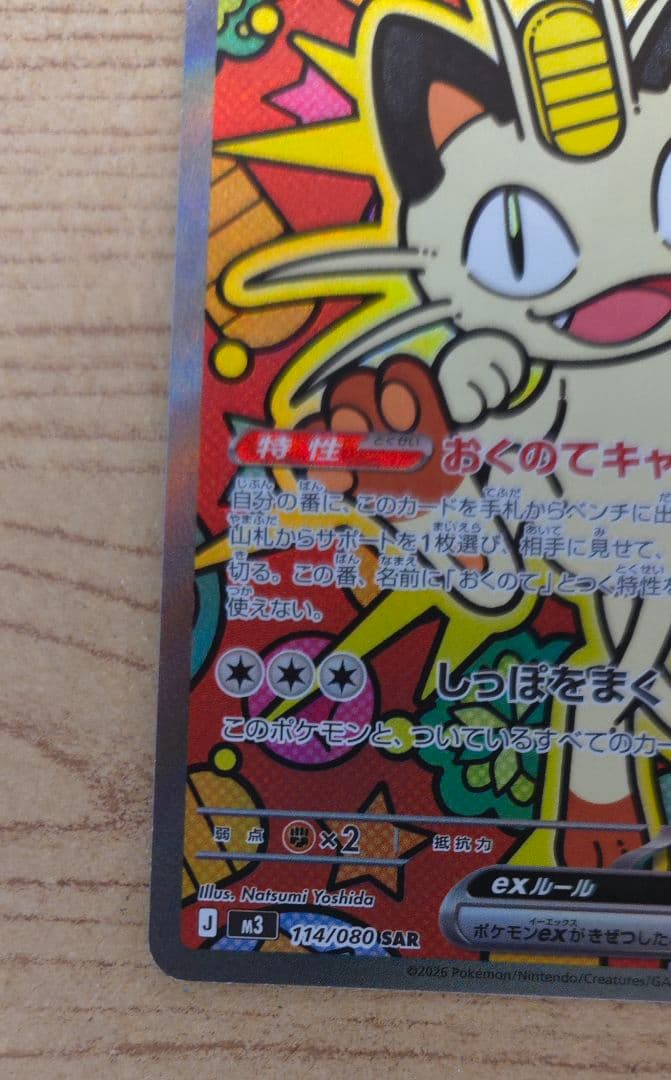 特性 とくせい おくのてキャ
自分の番に、このカードを手札からベンチに出
山札からサポートを1枚選び、相手に見せて、
切る。この番、名前に「おくのて」とつく特性を
使えない。
しっぽをまく
このポケモンと、ついているすべてのカー
弱点 ×2 抵抗力
exルール
Illus. Natsumi Yoshida
ポケモンexがきぜつした
J M3 114/080 SAR
©2026 Pokémon/Nintendo/Creatures/GA